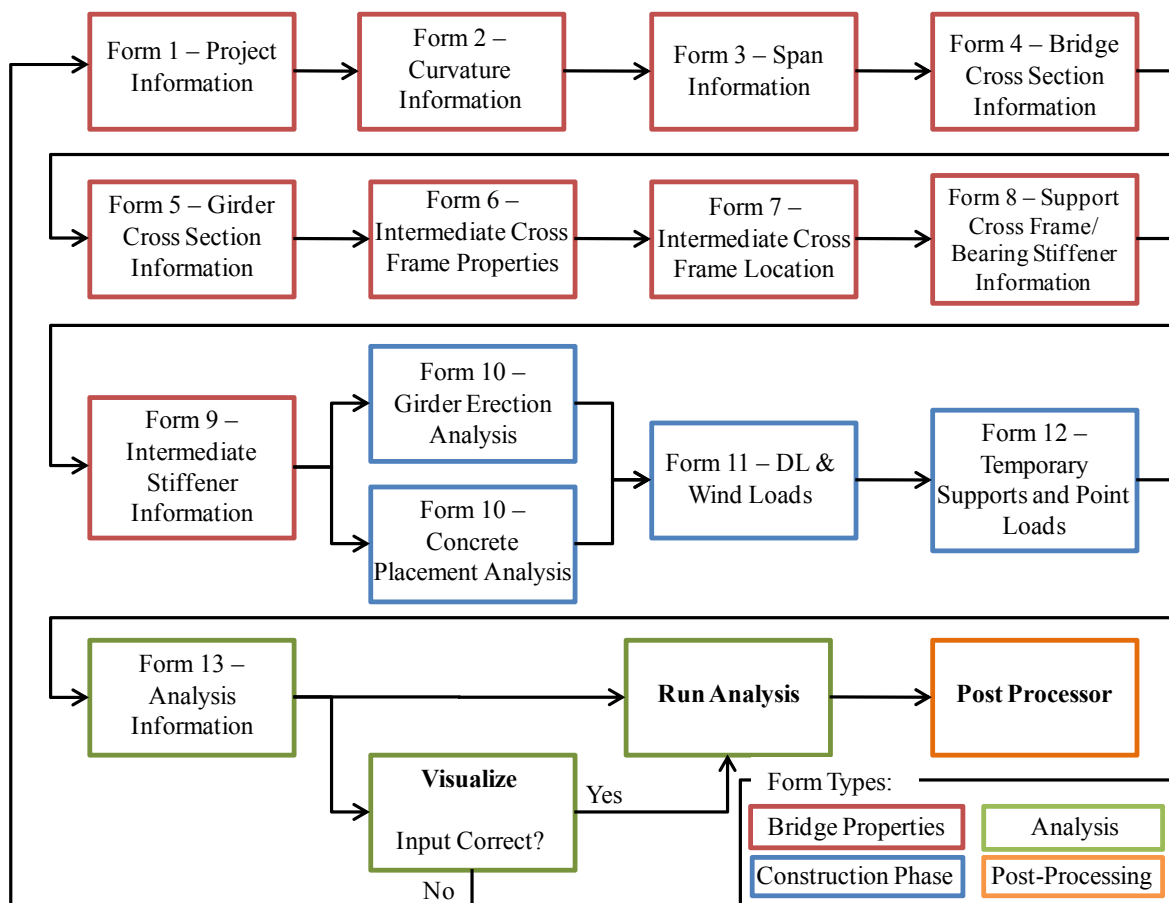 Form 1 – Project
Information
Form 2 –
Curvature
Information
Form 3 – Span
Information
Form 4 – Bridge
Cross Section
Information
Form 5 – Girder
Cross Section
Information
Form 6 –
Intermediate Cross
Frame Properties
Form 7 –
Intermediate Cross
Frame Location
Form 8 – Support
Cross Frame/
Bearing Stiffener
Information
Form 9 –
Intermediate
Stiffener
Information
Form 10 –
Girder Erection
Analysis
Form 10 –
Concrete
Placement Analysis
Form 11 – DL &
Wind Loads
Form 12 –
Temporary
Supports and Point
Loads
Form 13 –
Analysis
Information
Run Analysis
Post Processor
Visualize
Input Correct?
Yes
No
Form Types:
Bridge Properties
Analysis
Construction Phase
Post-Processing